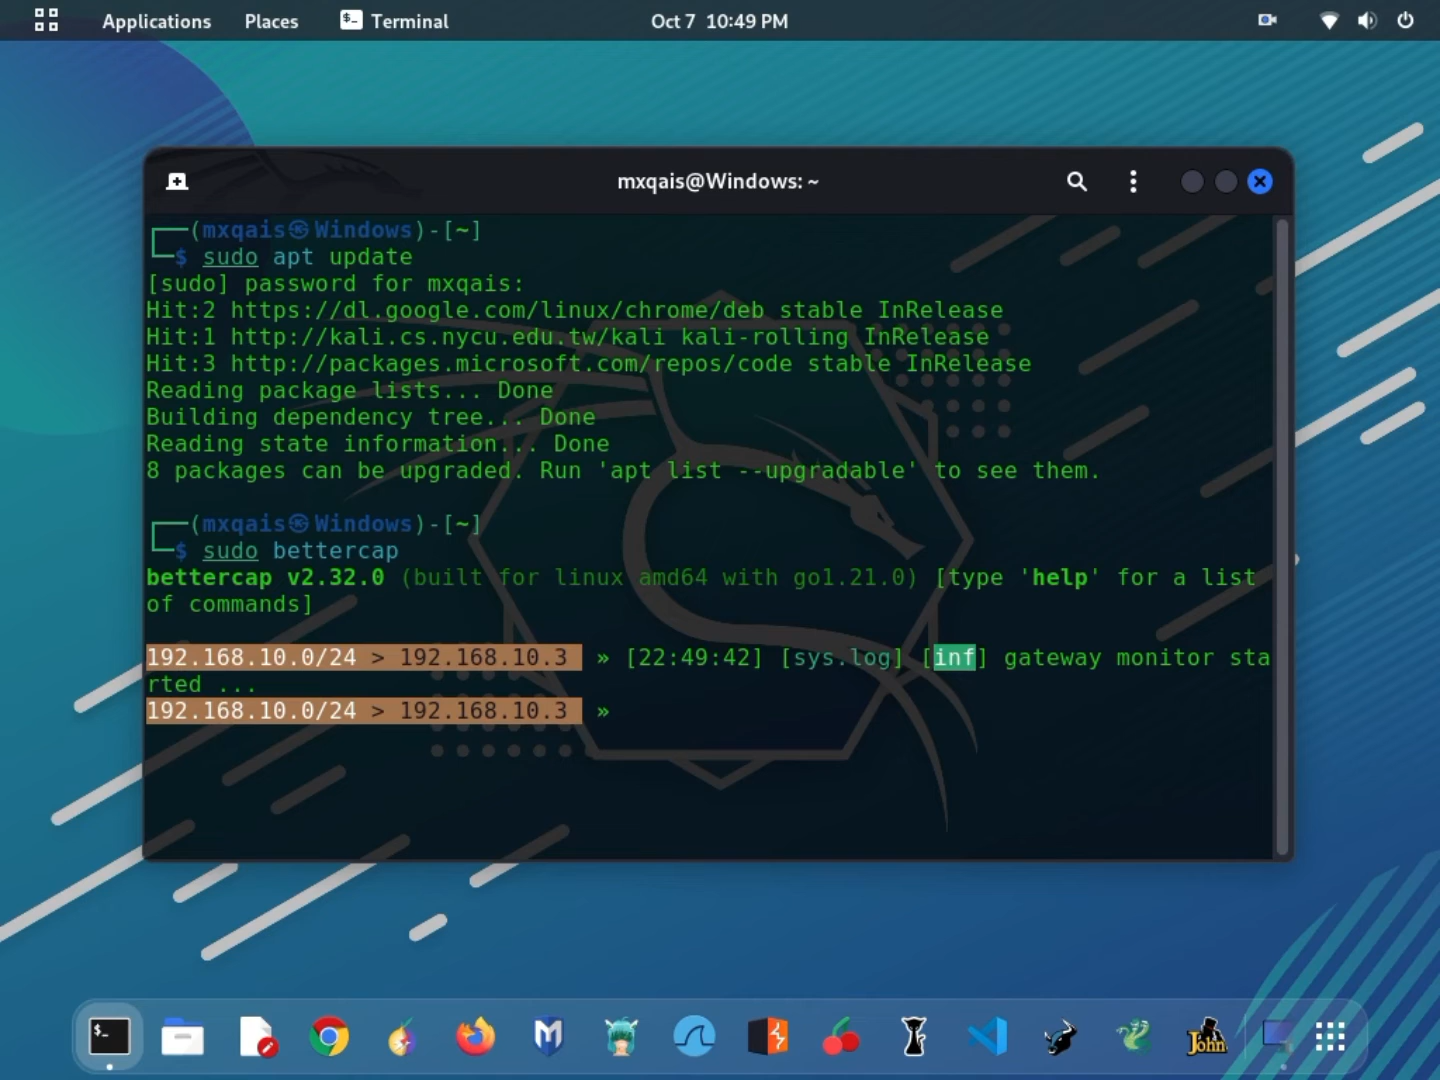 Applications Places Terminal Oct 7 10:49 PM
mxqais@Windows: ~
┌──(mxqais㉿Windows)-[~]
└─$ sudo apt update
[sudo] password for mxqais:
Hit:2 https://dl.google.com/linux/chrome/deb stable InRelease
Hit:1 http://kali.cs.nycu.edu.tw/kali kali-rolling InRelease
Hit:3 http://packages.microsoft.com/repos/code stable InRelease
Reading package lists... Done
Building dependency tree... Done
Reading state information... Done
8 packages can be upgraded. Run 'apt list --upgradable' to see them.
┌──(mxqais㉿Windows)-[~]
└─$ sudo bettercap
bettercap v2.32.0 (built for linux amd64 with go1.21.0) [type 'help' for a list
of commands]
192.168.10.0/24 > 192.168.10.3 » [22:49:42] [sys.log] [inf] gateway monitor sta
rted ...
192.168.10.0/24 > 192.168.10.3 »
John